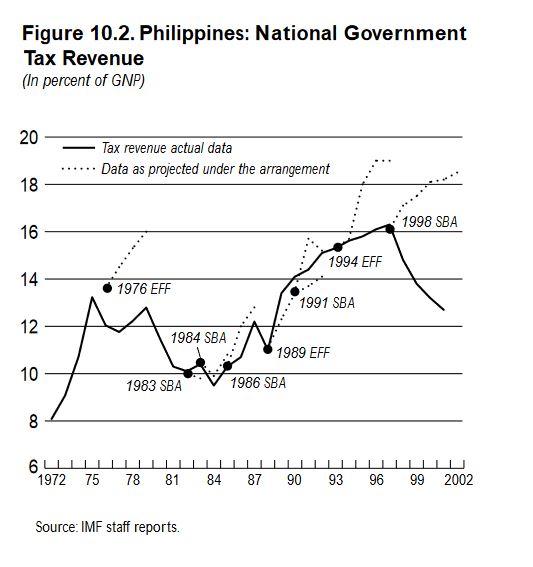 Figure 10.2. Philippines: National Government
Tax Revenue
(In percent of GNP)
20
Tax revenue actual data
Data as projected under the arrangement
18
16
1998 SBA
1994 EFF
14
1976 EFF
1991 SBA
12
1984 SBA
1989 EFF
10
1983 SBA
1986 SBA
8
6
1972 75 78 81 84 87 90 93 96 99 2002
Source: IMF staff reports.